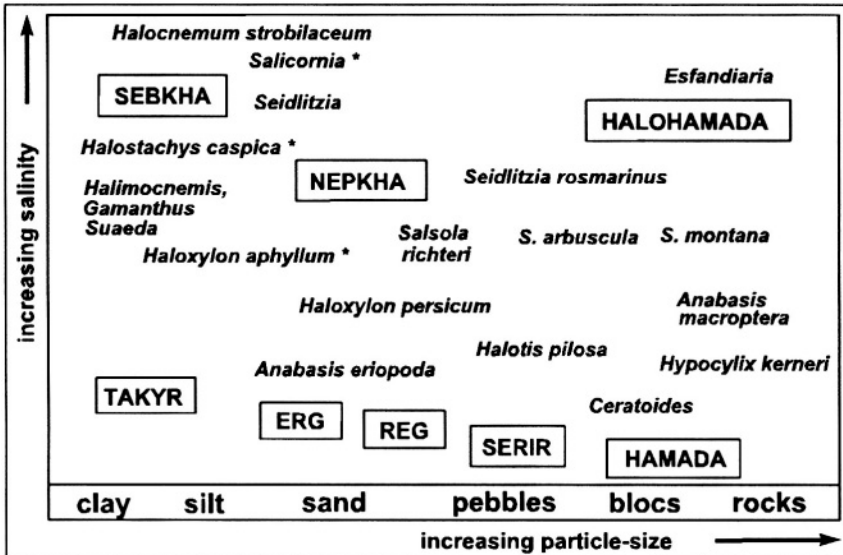 Halocnemum strobilaceum
Salicornia *
Esfandiaria
SEBKHA
Seidlitzia
HALOHAMADA
Halostachys caspica *
NEPKHA
Seidlitzia rosmarinus
Halimocnemis,
Gamanthus
Suaeda
Salsola
richteri
S. arbuscula
S. montana
Haloxylon aphyllum *
Haloxylon persicum
Anabasis
macroptera
Halotis pilosa
Hypocylix kerneri
Anabasis eriopoda
TAKYR
Ceratoides
ERG
REG
SERIR
HAMADA
clay silt sand pebbles blocs rocks
increasing particle-size
increasing salinity